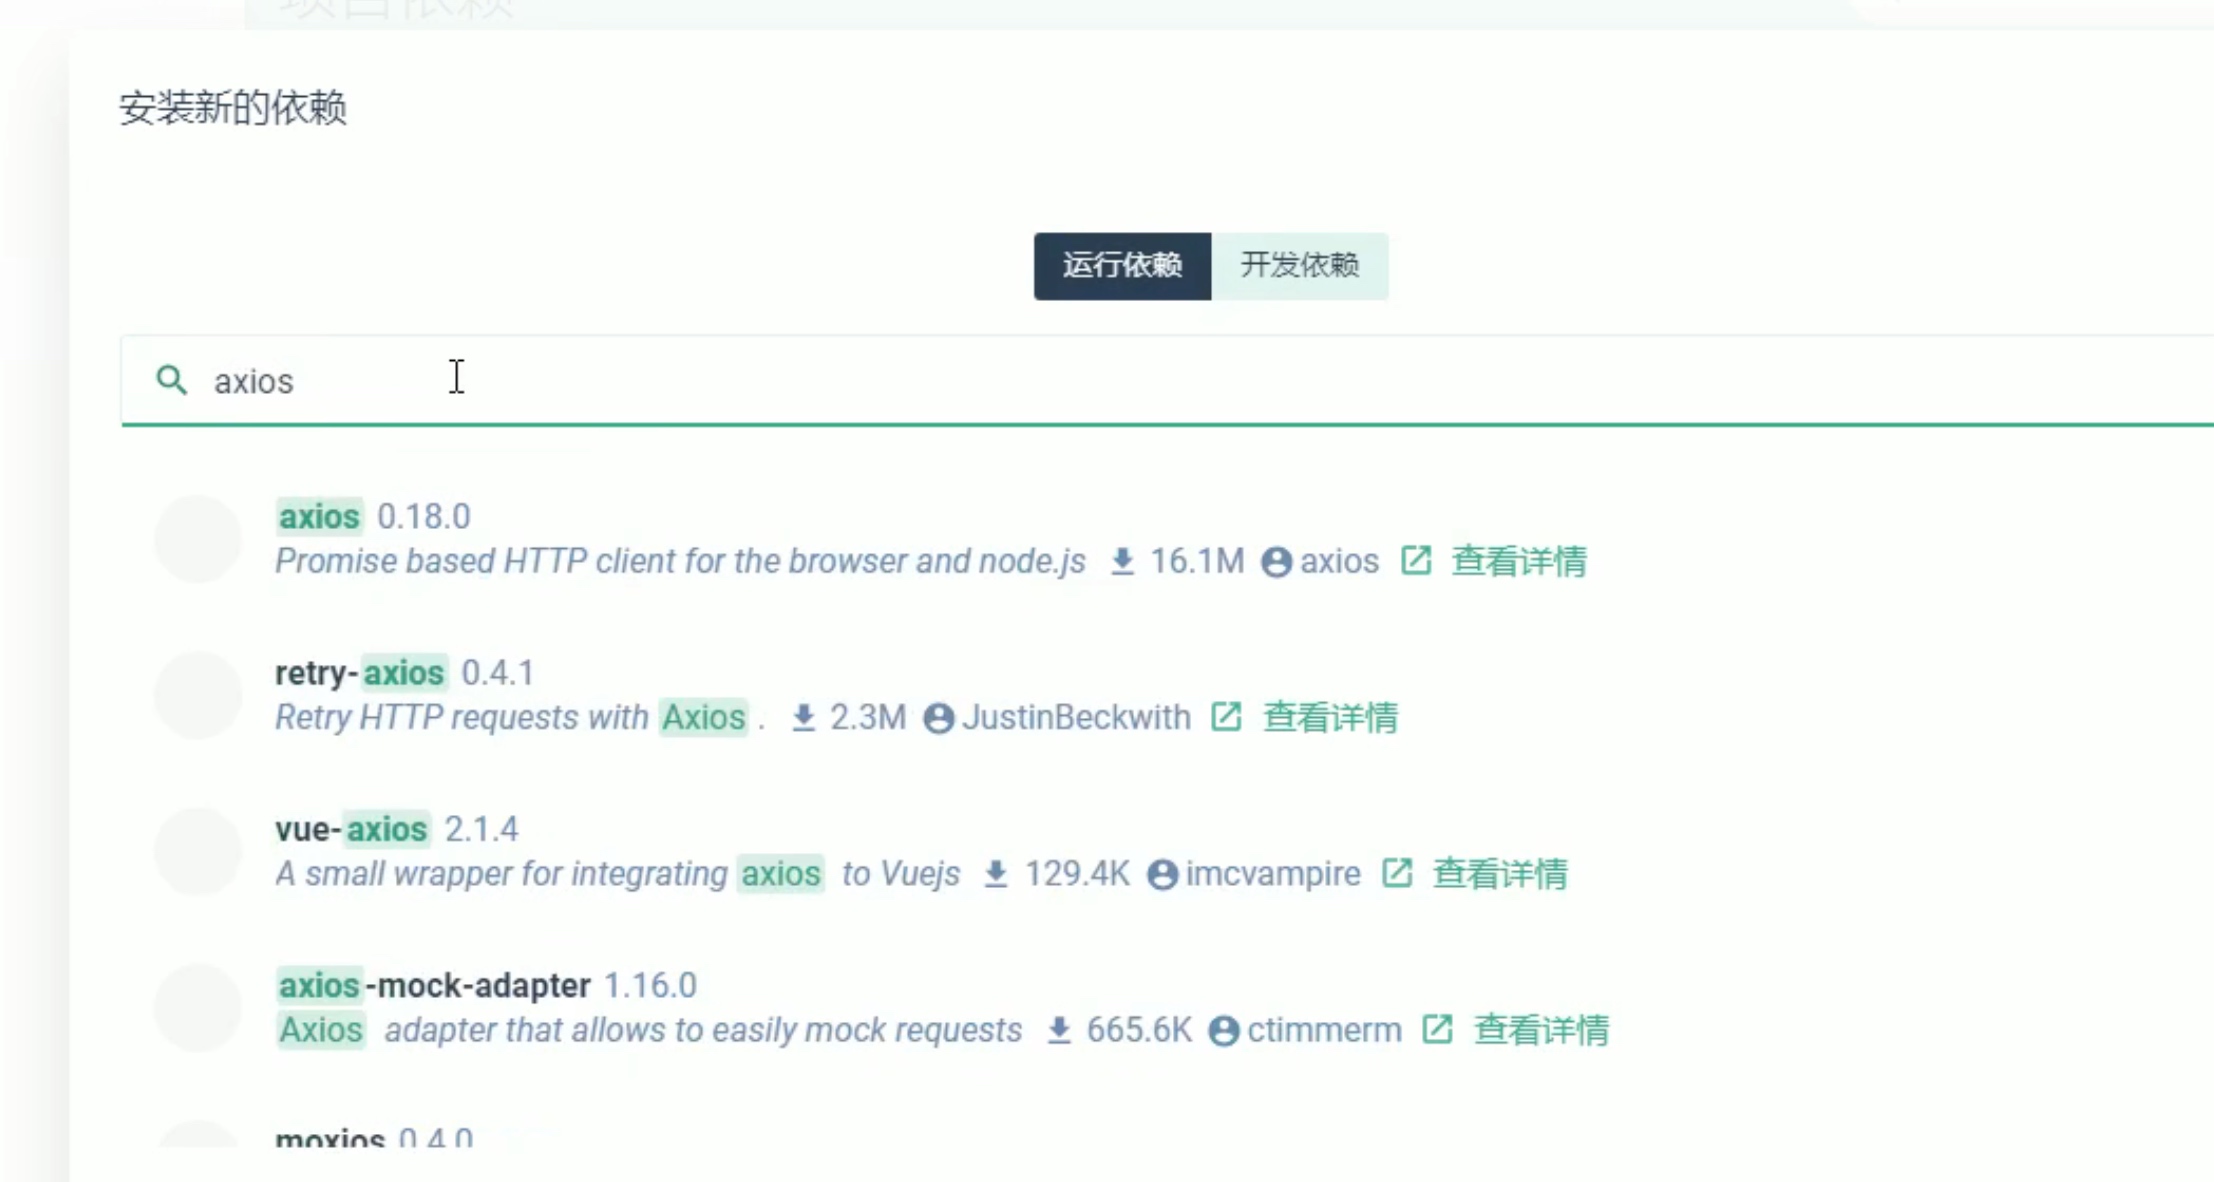 项目依赖
安装新的依赖
运行依赖 开发依赖
axios
axios 0.18.0
Promise based HTTP client for the browser and node.js 16.1M axios 查看详情
retry-axios 0.4.1
Retry HTTP requests with Axios . 2.3M JustinBeckwith 查看详情
vue-axios 2.1.4
A small wrapper for integrating axios to Vuejs 129.4K imcvampire 查看详情
axios-mock-adapter 1.16.0
Axios adapter that allows to easily mock requests 665.6K ctimmerm 查看详情
moxios 0.4.0